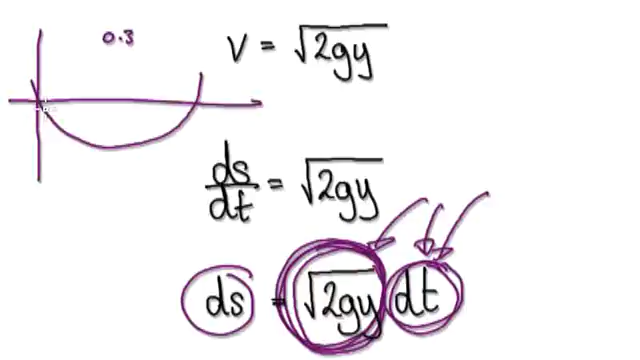 0.3
v = √2gy
ds/dt = √2gy
ds = √2gy dt